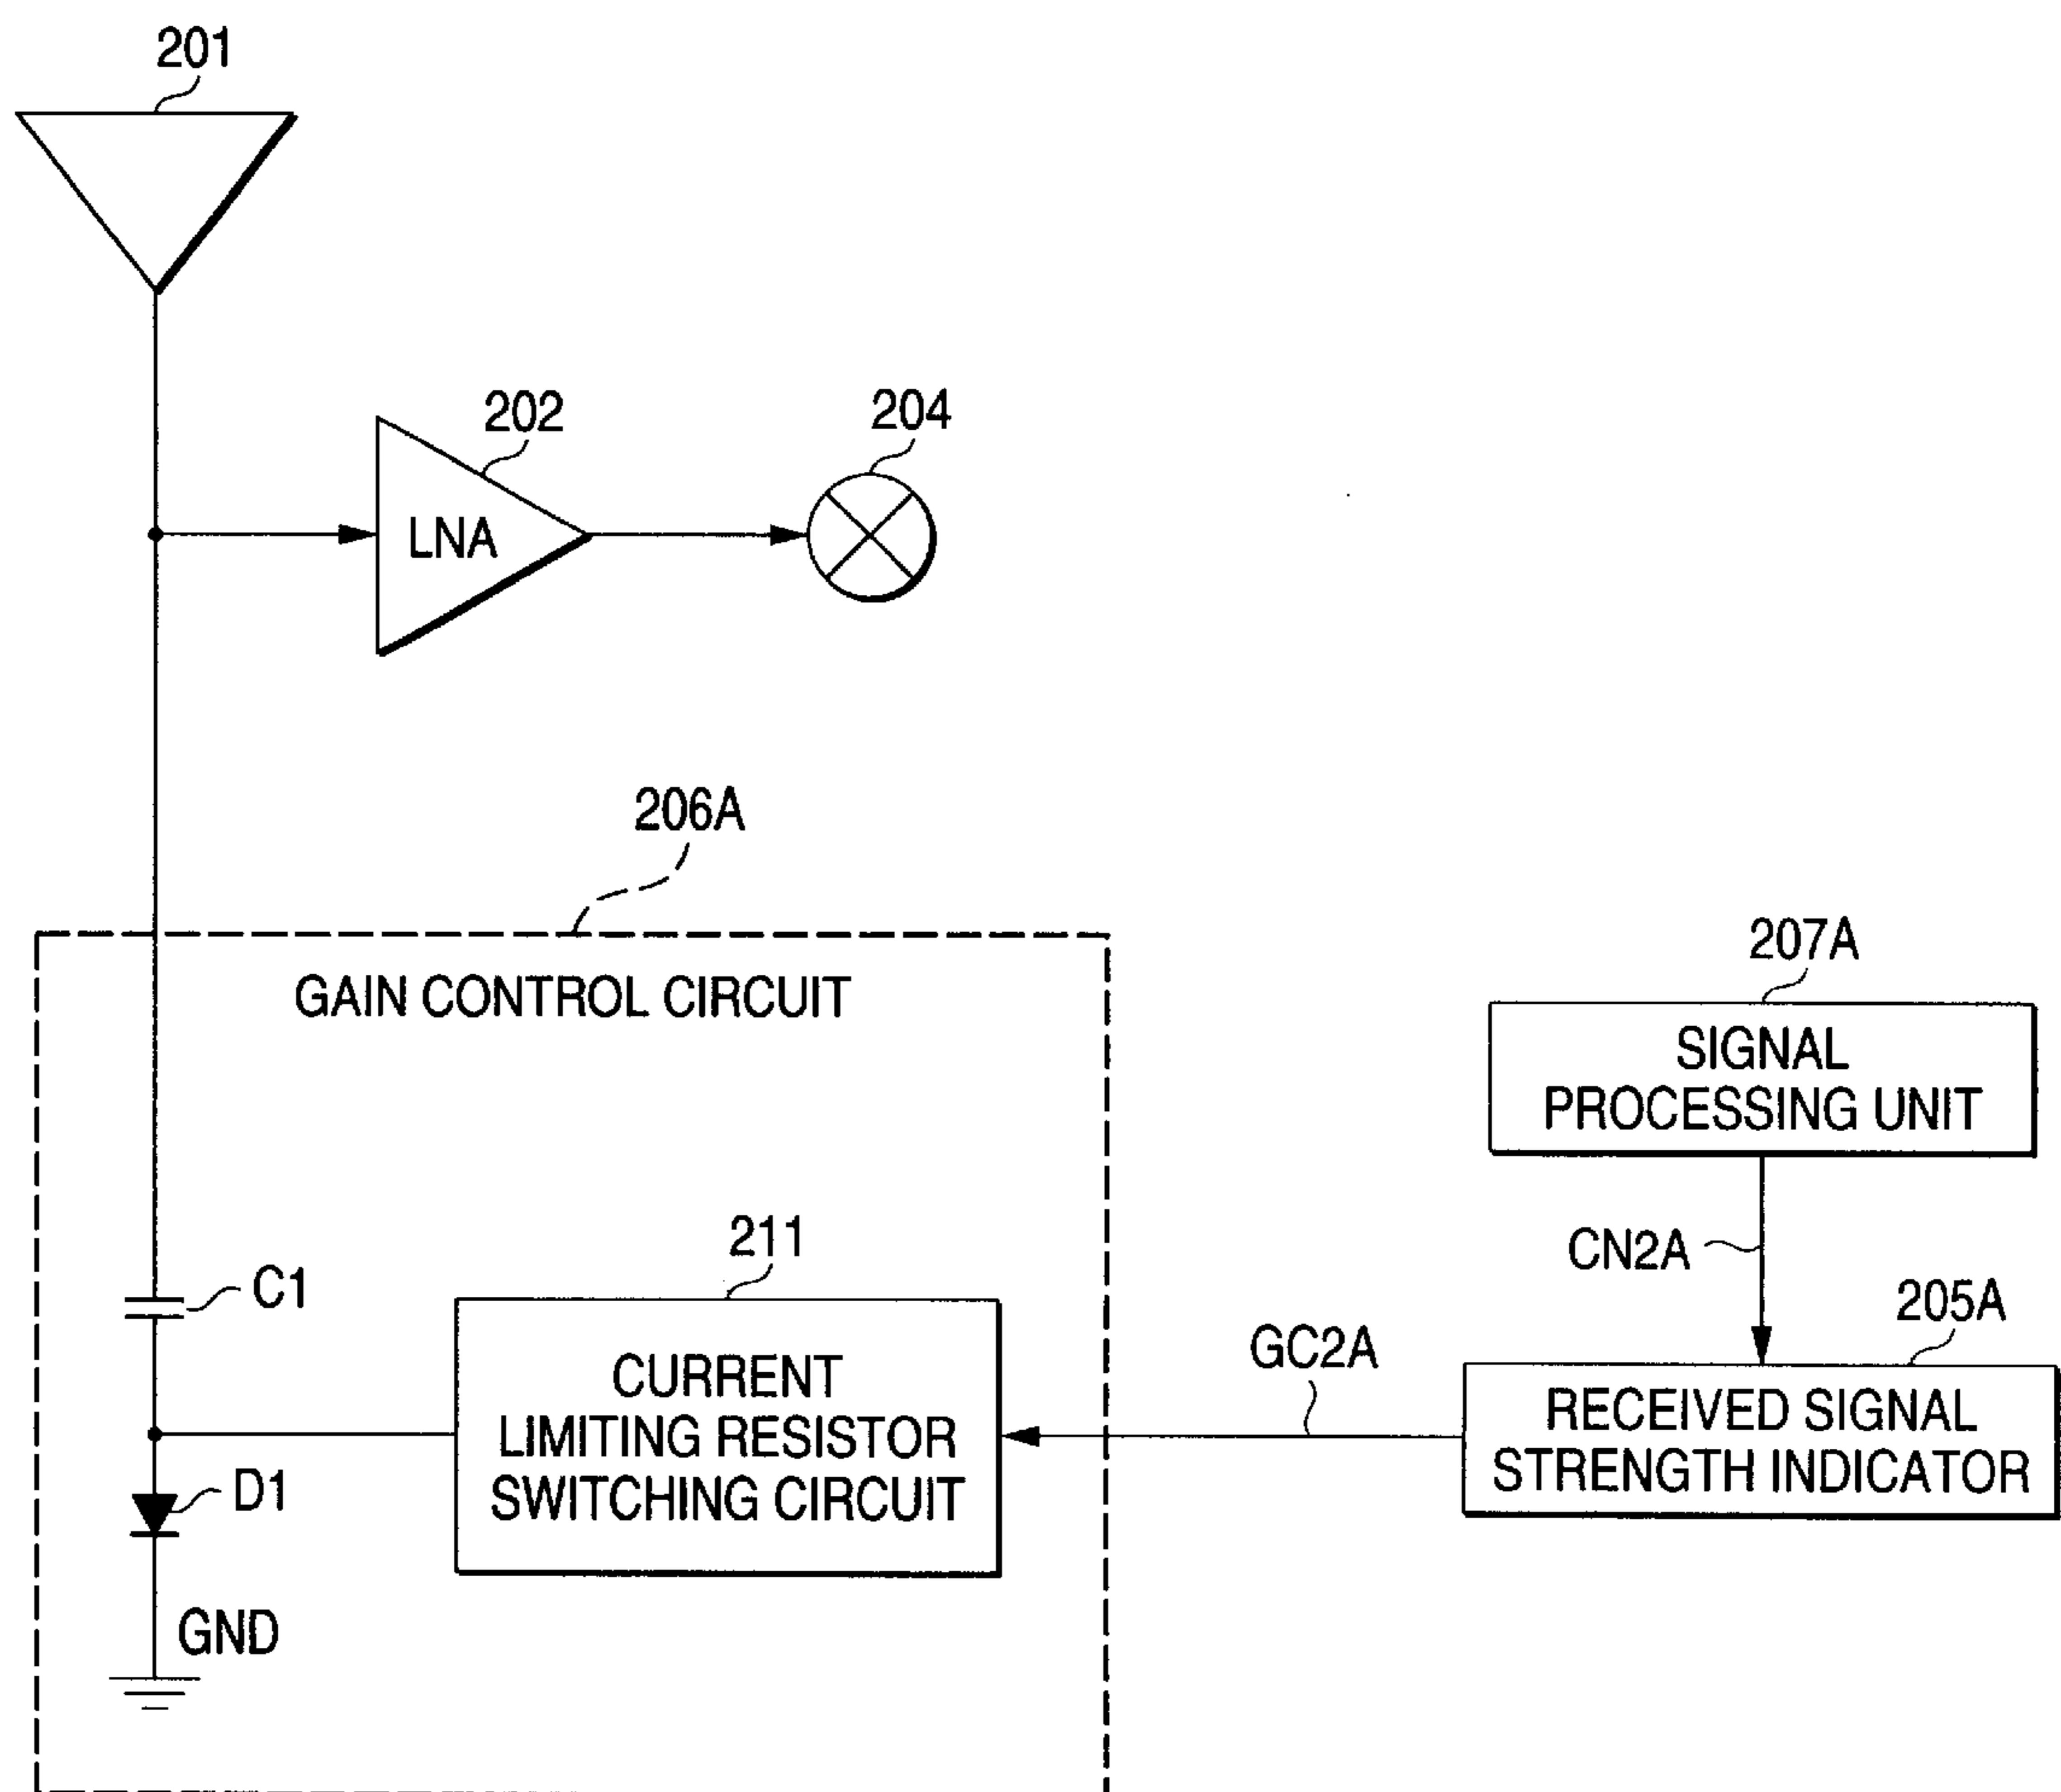 201
202
204
LNA
206A
GAIN CONTROL CIRCUIT
207A
SIGNAL
PROCESSING UNIT
CN2A
205A
RECEIVED SIGNAL
STRENGTH INDICATOR
GC2A
211
CURRENT
LIMITING RESISTOR
SWITCHING CIRCUIT
C1
D1
GND